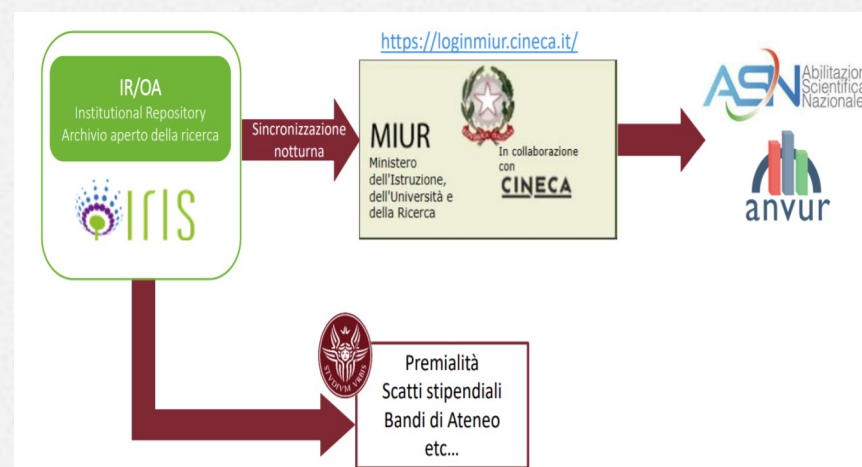 https://loginmiur.cineca.it/
IR/OA
Institutional Repository
Archivio aperto della ricerca
IRIS
Sincronizzazione
notturna
MIUR
Ministero
dell'Istruzione,
dell'Università e
della Ricerca
In collaborazione
con
CINECA
ASN
Abilitazione
Scientifica
Nazionale
anvur
STVDIVM VRBIS
Premialità
Scatti stipendiali
Bandi di Ateneo
etc...